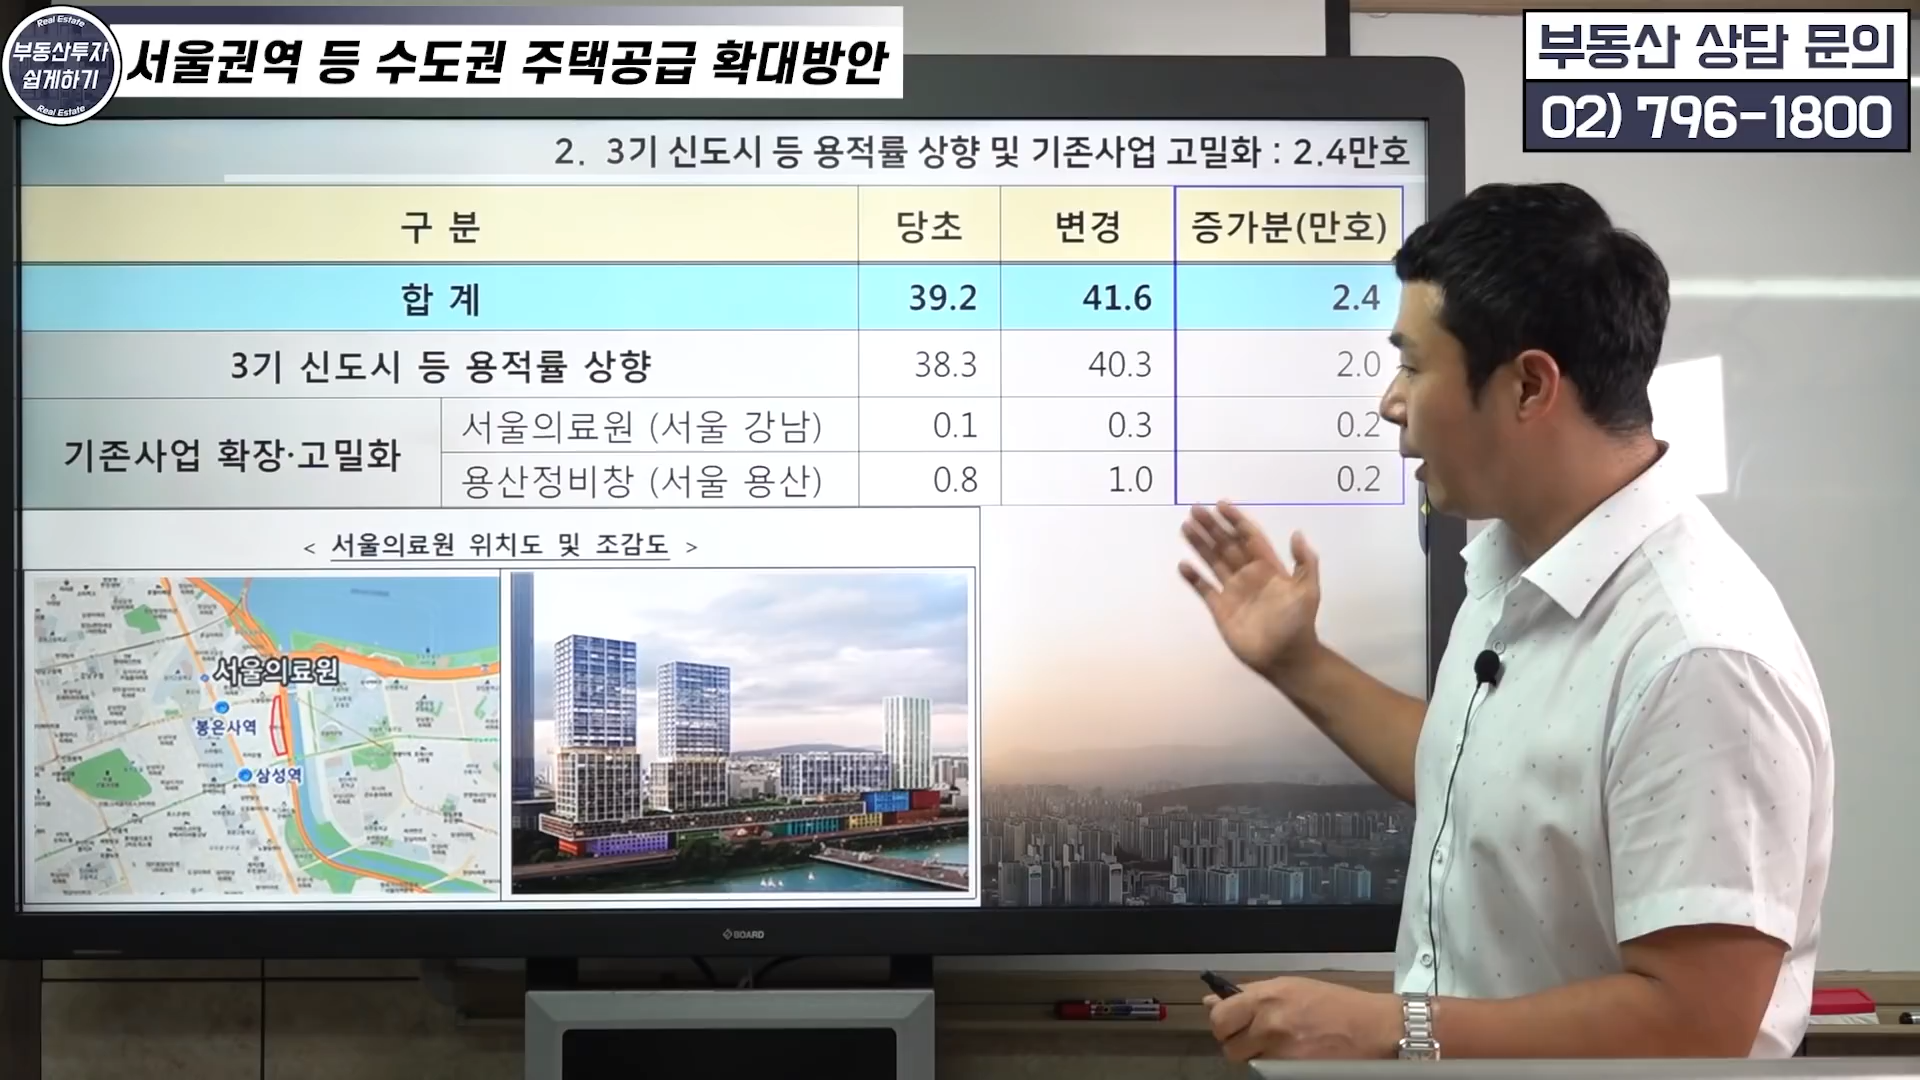 Real Estate
부동산투자
쉽게하기
Real Estate
서울권역 등 수도권 주택공급 확대방안
부동산 상담 문의
02) 796-1800
2. 3기 신도시 등 용적률 상향 및 기존사업 고밀화 : 2.4만호
구 분 당초 변경 증가분(만호)
합 계 39.2 41.6 2.4
3기 신도시 등 용적률 상향 38.3 40.3 2.0
기존사업 확장·고밀화
서울의료원 (서울 강남) 0.1 0.3 0.2
용산정비창 (서울 용산) 0.8 1.0 0.2
< 서울의료원 위치도 및 조감도 >
서울의료원
봉은사역
삼성역
BOARD